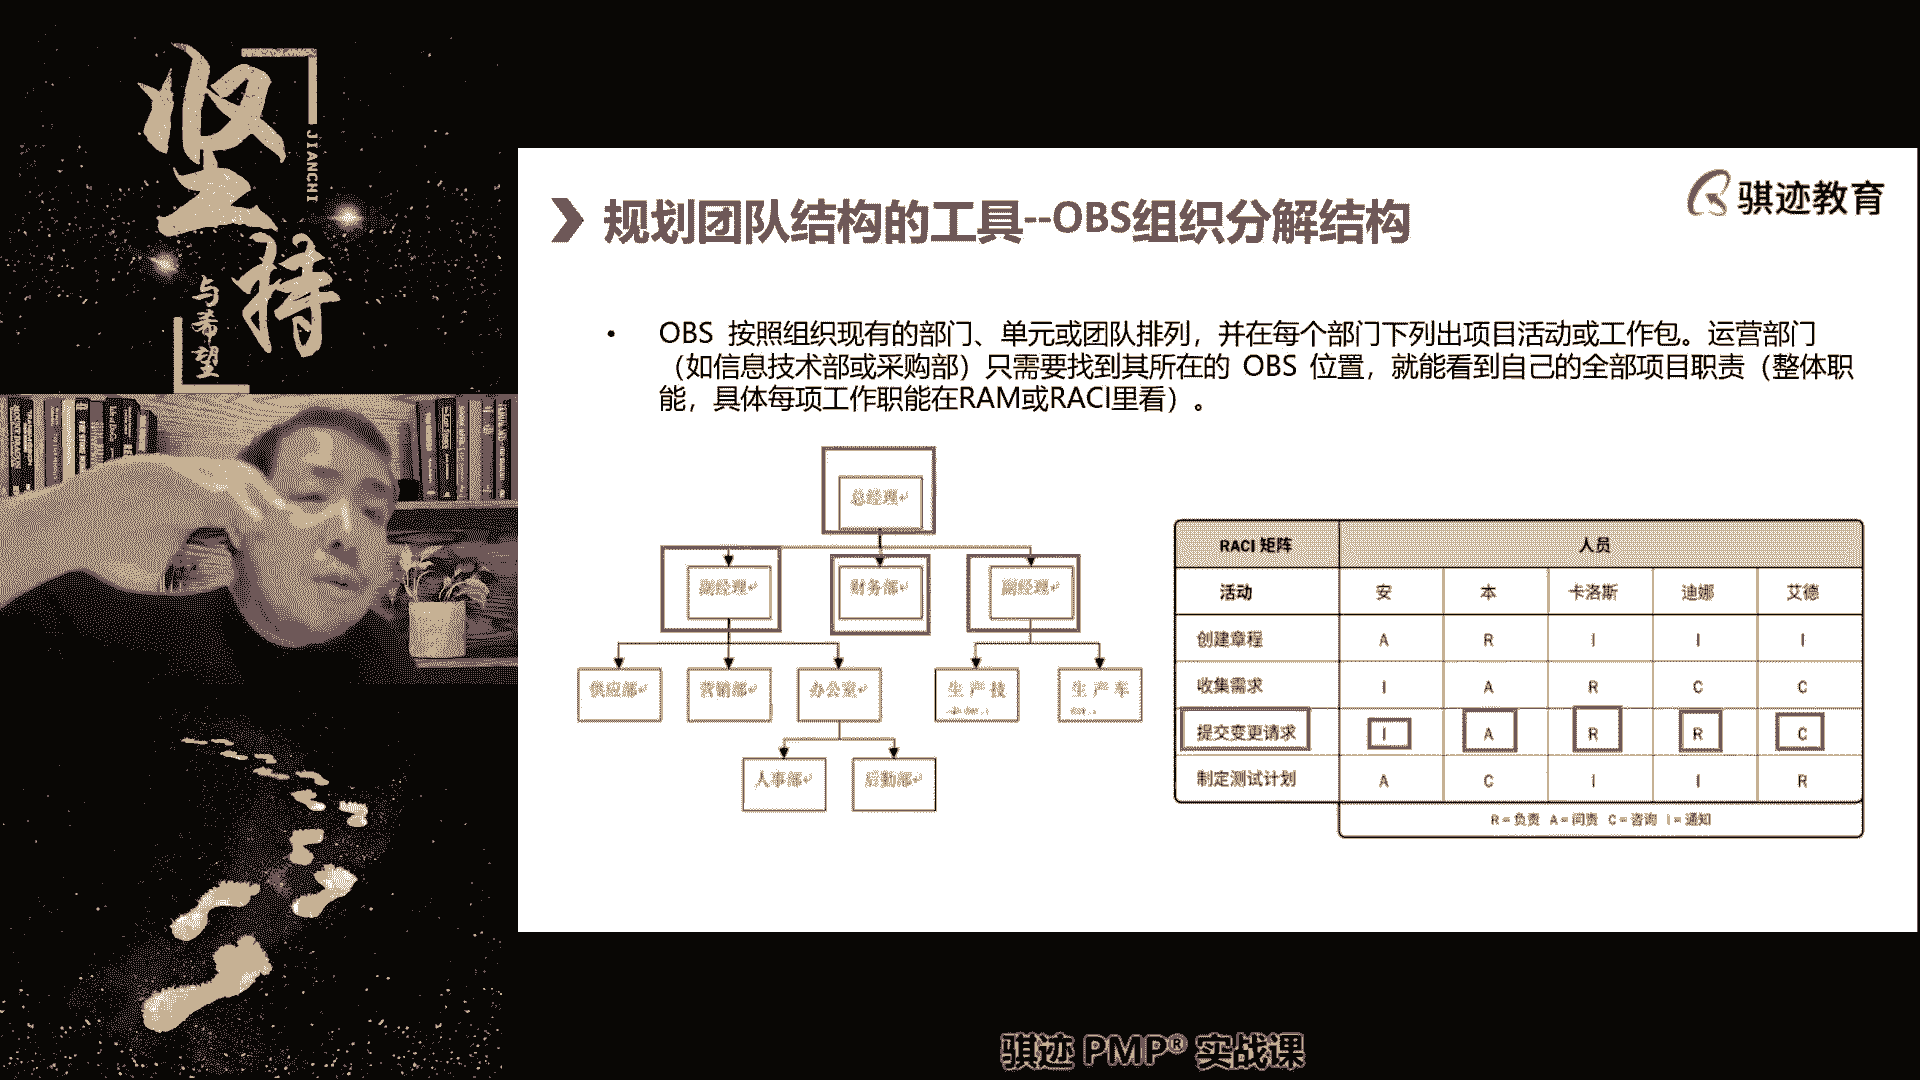 坚持
JIANCHI
与希望
骐迹教育
规划团队结构的工具--OBS组织分解结构
• OBS 按照组织现有的部门、单元或团队排列，并在每个部门下列出项目活动或工作包。运营部门
（如信息技术部或采购部）只需要找到其所在的 OBS 位置，就能看到自己的全部项目职责（整体职
能，具体每项工作职能在RAM或RACI里看）。
总经理
副经理 财务部 副经理
供应部 营销部 办公室 生产技 生产车
人事部 后勤部
RACI 矩阵 人员
活动 安 本 卡洛斯 迪娜 艾德
创建章程 A R I I I
收集需求 I A R C C
提交变更请求 I A R R C
制定测试计划 A C I I R
R = 负责 A = 问责 C = 咨询 I = 通知
骐迹 PMP® 实战课